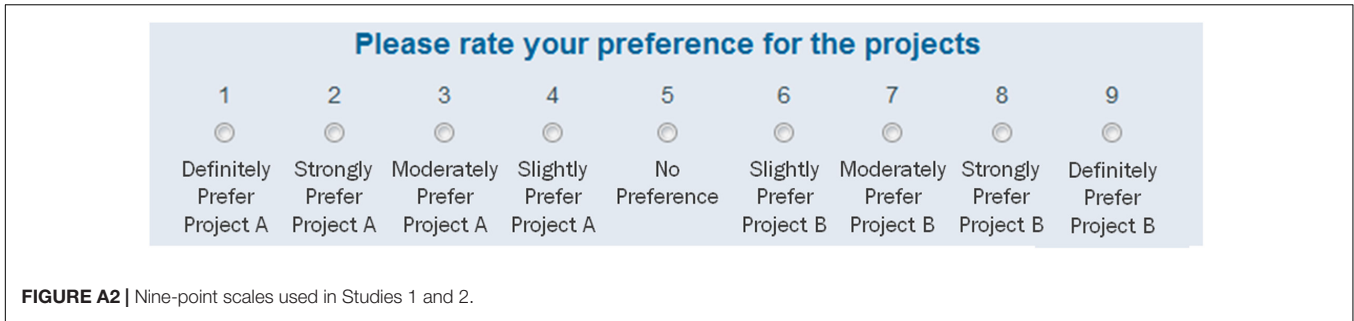 Please rate your preference for the projects
1 2 3 4 5 6 7 8 9
Definitely Strongly Moderately Slightly No Slightly Moderately Strongly Definitely
Prefer Prefer Prefer Prefer Preference Prefer Prefer Prefer Prefer
Project A Project A Project A Project A Project B Project B Project B Project B
FIGURE A2 | Nine-point scales used in Studies 1 and 2.